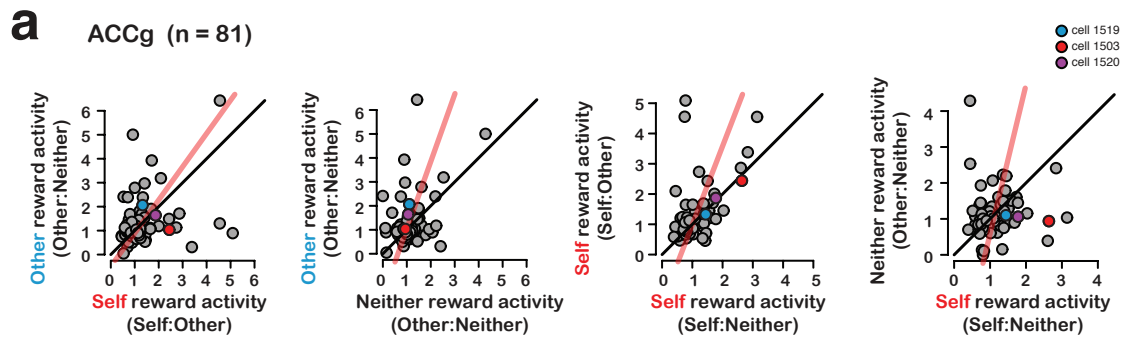 a
ACCg (n = 81)
cell 1519
cell 1503
cell 1520
Other reward activity
(Other:Neither)
6
5
4
3
2
1
0
0 1 2 3 4 5 6
Self reward activity
(Self:Other)
Other reward activity
(Other:Neither)
6
5
4
3
2
1
0
0 1 2 3 4 5 6
Neither reward activity
(Other:Neither)
Self reward activity
(Self:Other)
5
4
3
2
1
0
0 1 2 3 4 5
Self reward activity
(Self:Neither)
Neither reward activity
(Other:Neither)
4
3
2
1
0
0 1 2 3 4
Self reward activity
(Self:Neither)